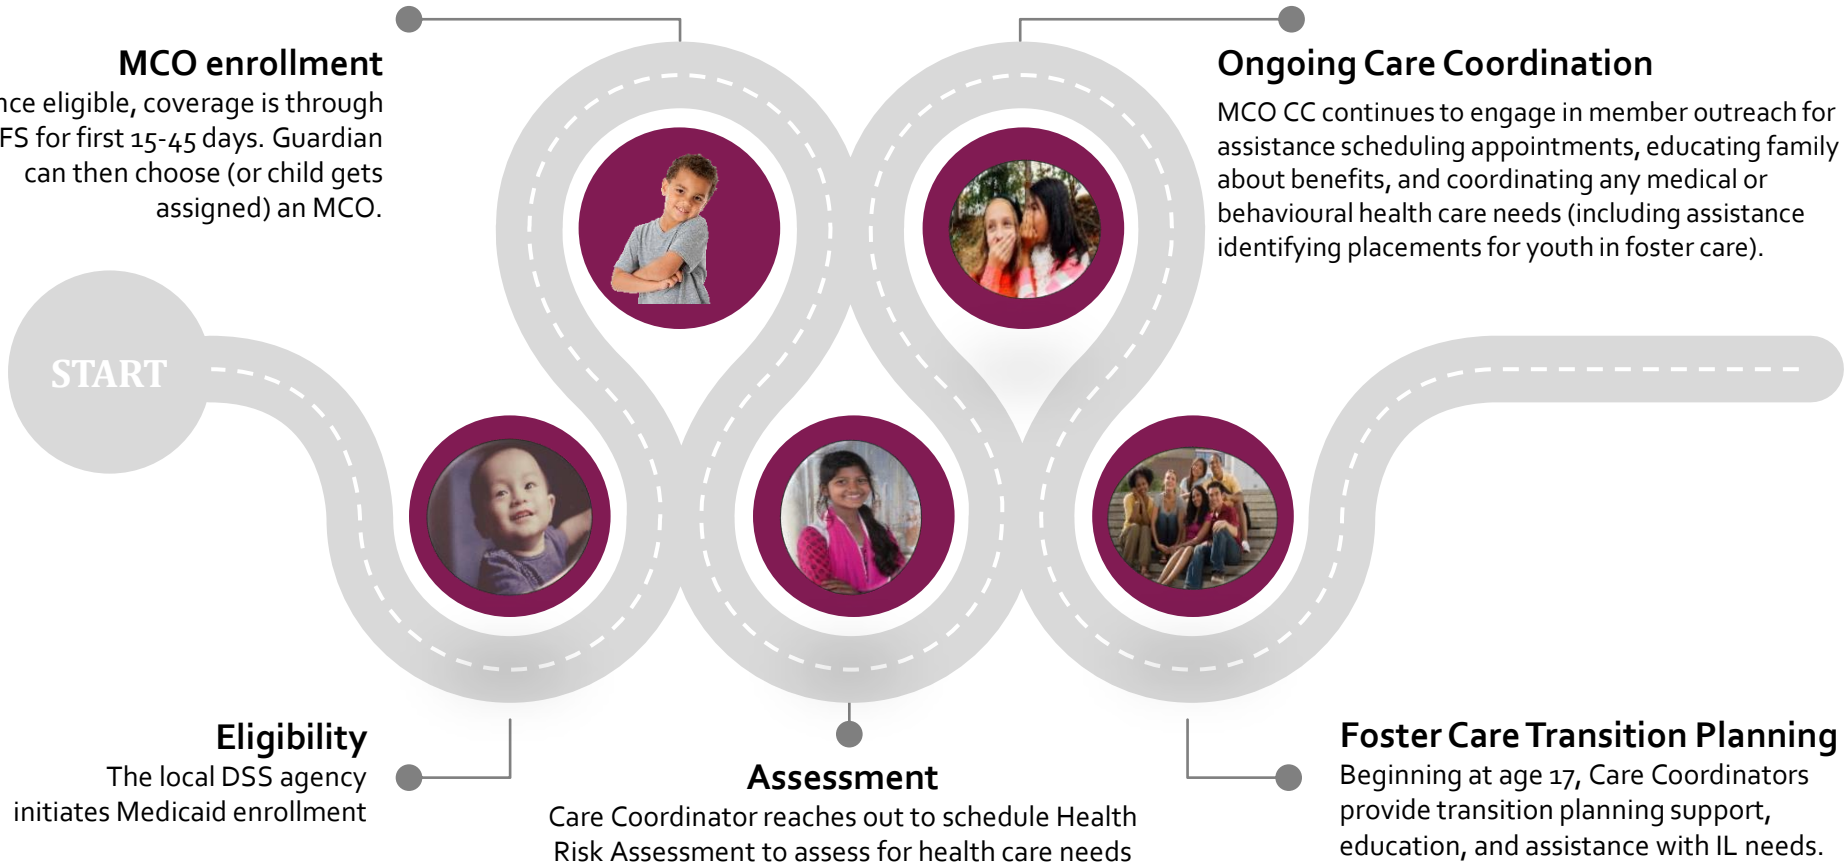 MCO enrollment
nce eligible, coverage is through
FS for first 15-45 days. Guardian
can then choose (or child gets
assigned) an MCO.
Ongoing Care Coordination
MCO CC continues to engage in member outreach for
assistance scheduling appointments, educating family
about benefits, and coordinating any medical or
behavioural health care needs (including assistance
identifying placements for youth in foster care).
START
Eligibility
The local DSS agency
initiates Medicaid enrollment
Assessment
Care Coordinator reaches out to schedule Health
Risk Assessment to assess for health care needs
Foster Care Transition Planning
Beginning at age 17, Care Coordinators
provide transition planning support,
education, and assistance with IL needs.